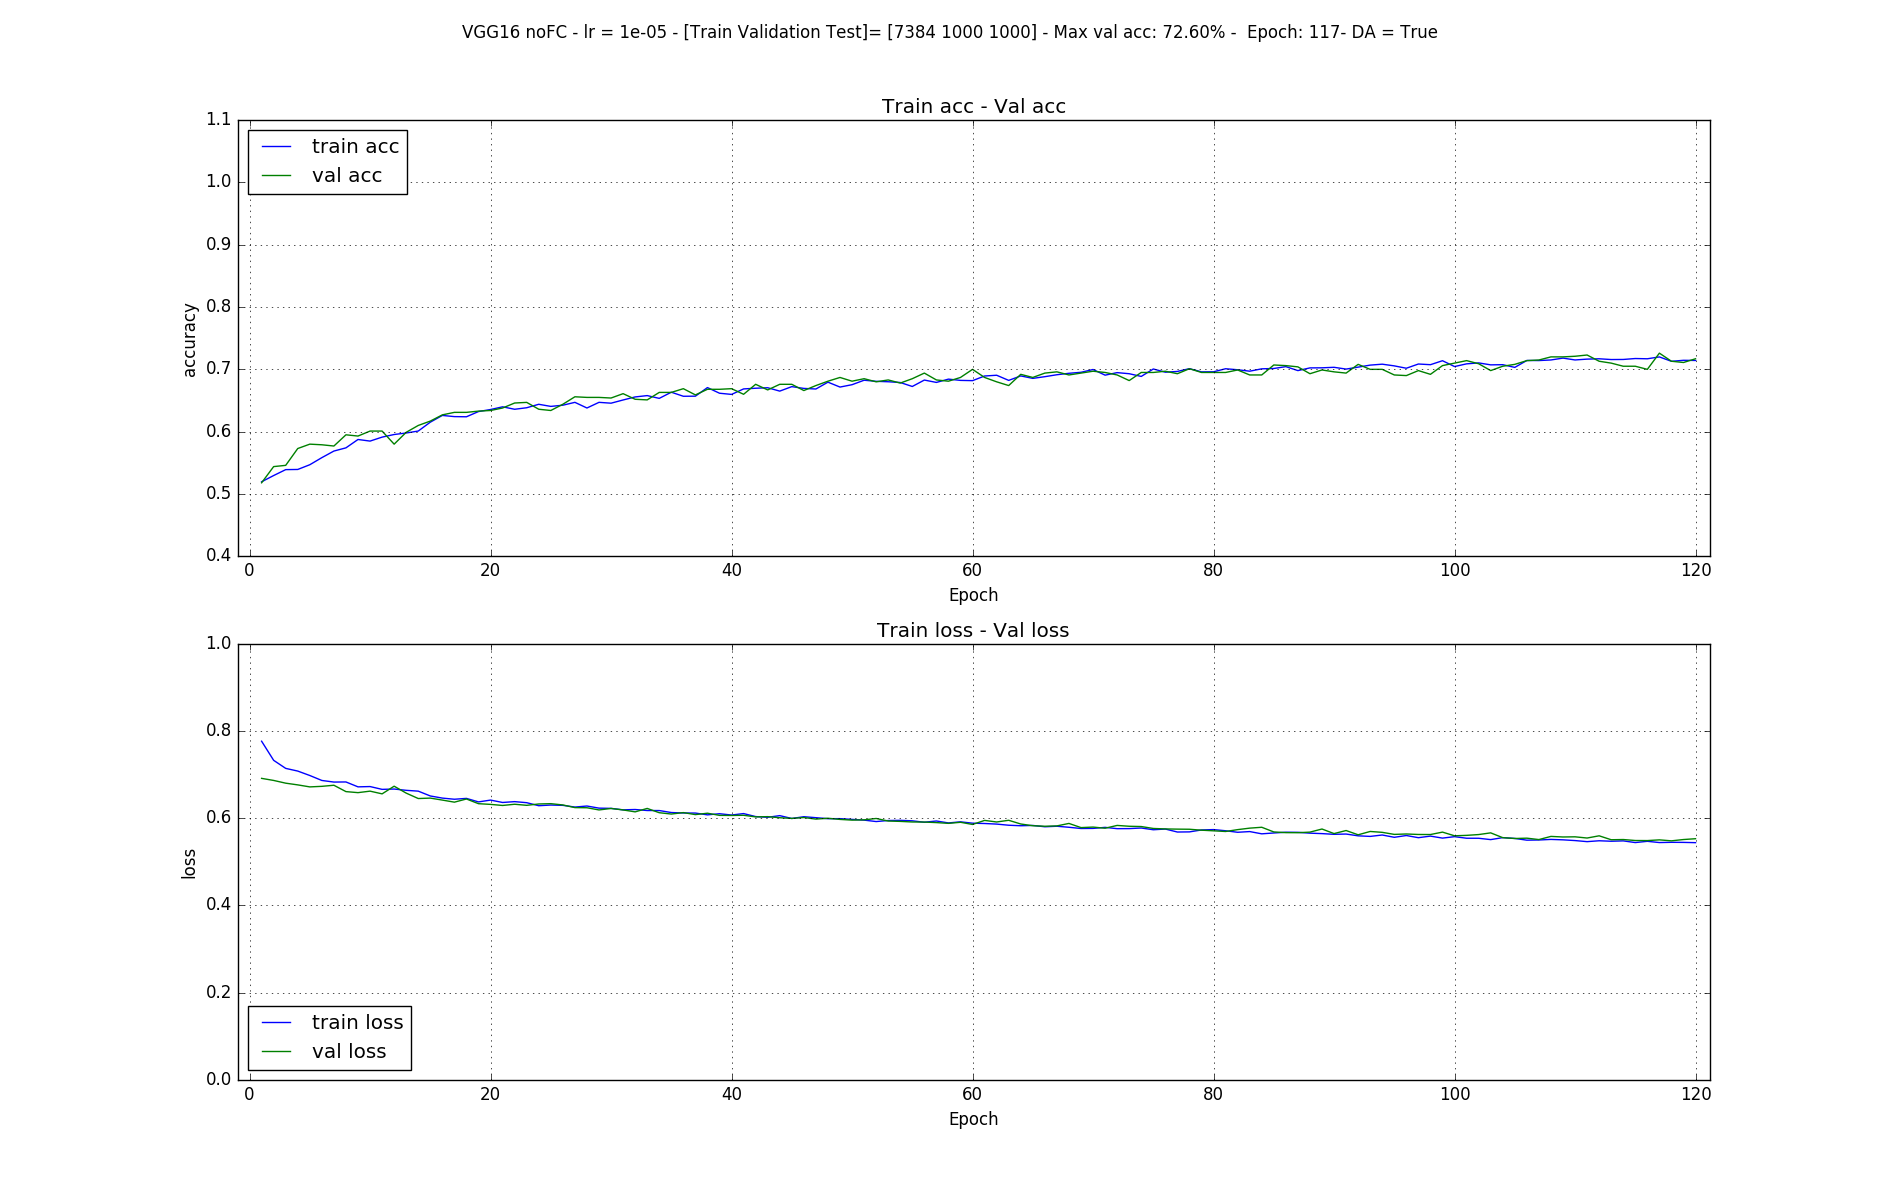 VGG16 noFC - lr = 1e-05 - [Train Validation Test]= [7384 1000 1000] - Max val acc: 72.60% -  Epoch: 117- DA = True
Train acc - Val acc
1.1
1.0
0.9
0.8
0.7
0.6
0.5
0.4
accuracy
train acc
val acc
0 20 40 60 80 100 120
Epoch
Train loss - Val loss
1.0
0.8
0.6
0.4
0.2
0.0
loss
train loss
val loss
0 20 40 60 80 100 120
Epoch